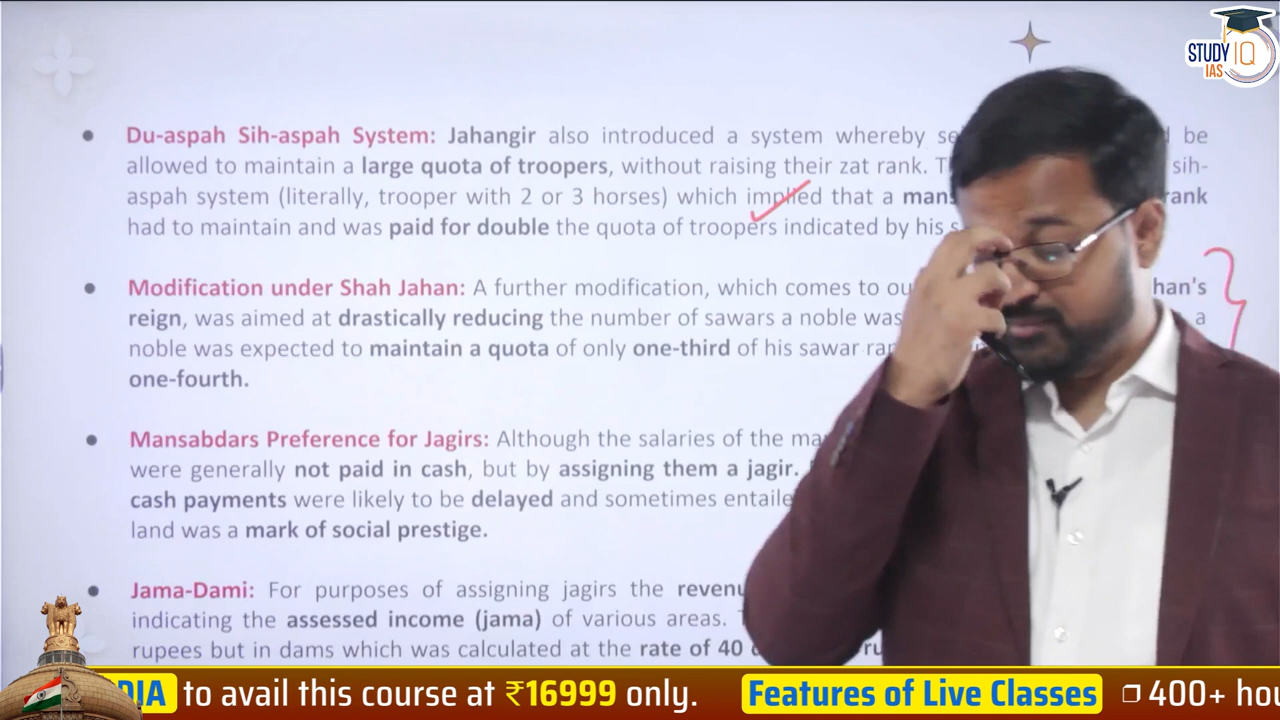 STUDY IQ
IAS
Du-aspah Sih-aspah System: Jahangir also introduced a system whereby be
allowed to maintain a large quota of troopers, without raising their zat rank. sih-
aspah system (literally, trooper with 2 or 3 horses) which implied that a rank
had to maintain and was paid for double the quota of troopers indicated by his
Modification under Shah Jahan: A further modification, which comes to han's
reign, was aimed at drastically reducing the number of sawars a noble was a
noble was expected to maintain a quota of only one-third of his sawar
one-fourth.
Mansabdars Preference for Jagirs: Although the salaries of the
were generally not paid in cash, but by assigning them a jagir.
cash payments were likely to be delayed and sometimes
land was a mark of social prestige.
Jama-Dami: For purposes of assigning jagirs the
indicating the assessed income (jama) of various areas.
rupees but in dams which was calculated at the rate of 40
DIA to avail this course at ₹16999 only. Features of Live Classes 400+